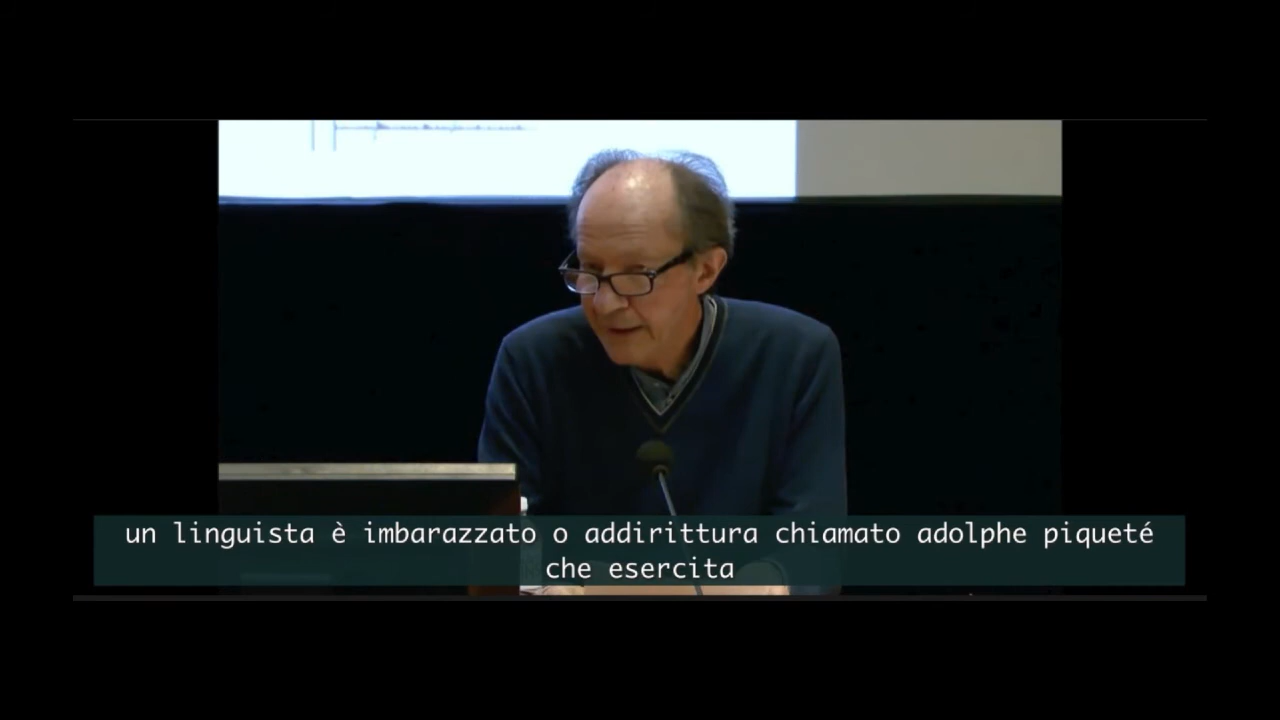 un linguista è imbarazzato o addirittura chiamato adolphe piqueté
che esercita